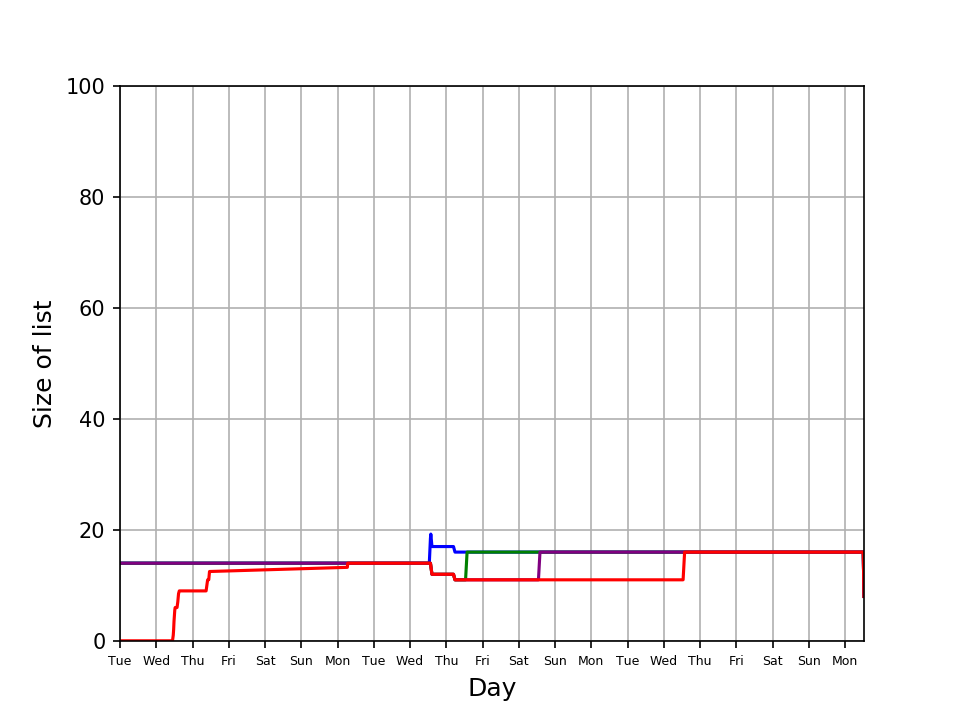 100
80
60
40
20
0
Size of list
Tue Wed Thu Fri Sat Sun Mon Tue Wed Thu Fri Sat Sun Mon Tue Wed Thu Fri Sat Sun Mon
Day